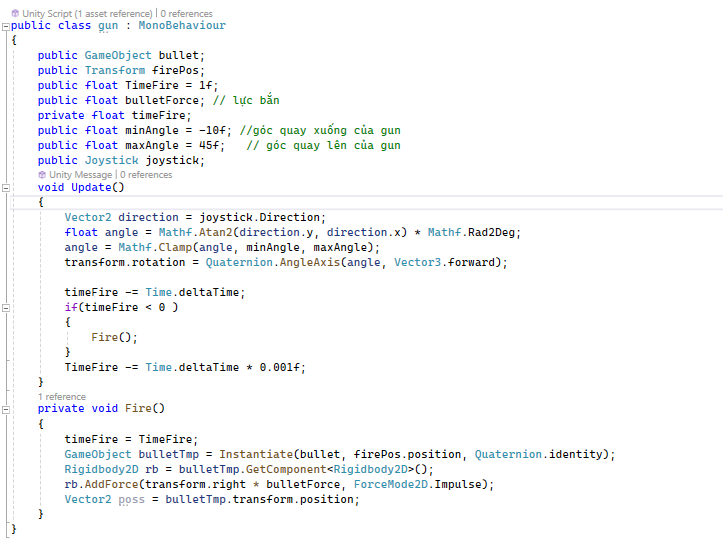 Unity Script (1 asset reference) | 0 references
public class gun : MonoBehaviour
{
public GameObject bullet;
public Transform firePos;
public float TimeFire = 1f;
public float bulletForce; // lực bắn
private float timeFire;
public float minAngle = -10f; //góc quay xuống của gun
public float maxAngle = 45f;   // góc quay lên của gun
public Joystick joystick;
Unity Message | 0 references
void Update()
{
Vector2 direction = joystick.Direction;
float angle = Mathf.Atan2(direction.y, direction.x) * Mathf.Rad2Deg;
angle = Mathf.Clamp(angle, minAngle, maxAngle);
transform.rotation = Quaternion.AngleAxis(angle, Vector3.forward);
timeFire -= Time.deltaTime;
if(timeFire < 0 )
{
Fire();
}
TimeFire -= Time.deltaTime * 0.001f;
}
1 reference
private void Fire()
{
timeFire = TimeFire;
GameObject bulletTmp = Instantiate(bullet, firePos.position, Quaternion.identity);
Rigidbody2D rb = bulletTmp.GetComponent<Rigidbody2D>();
rb.AddForce(transform.right * bulletForce, ForceMode2D.Impulse);
Vector2 poss = bulletTmp.transform.position;
}
}